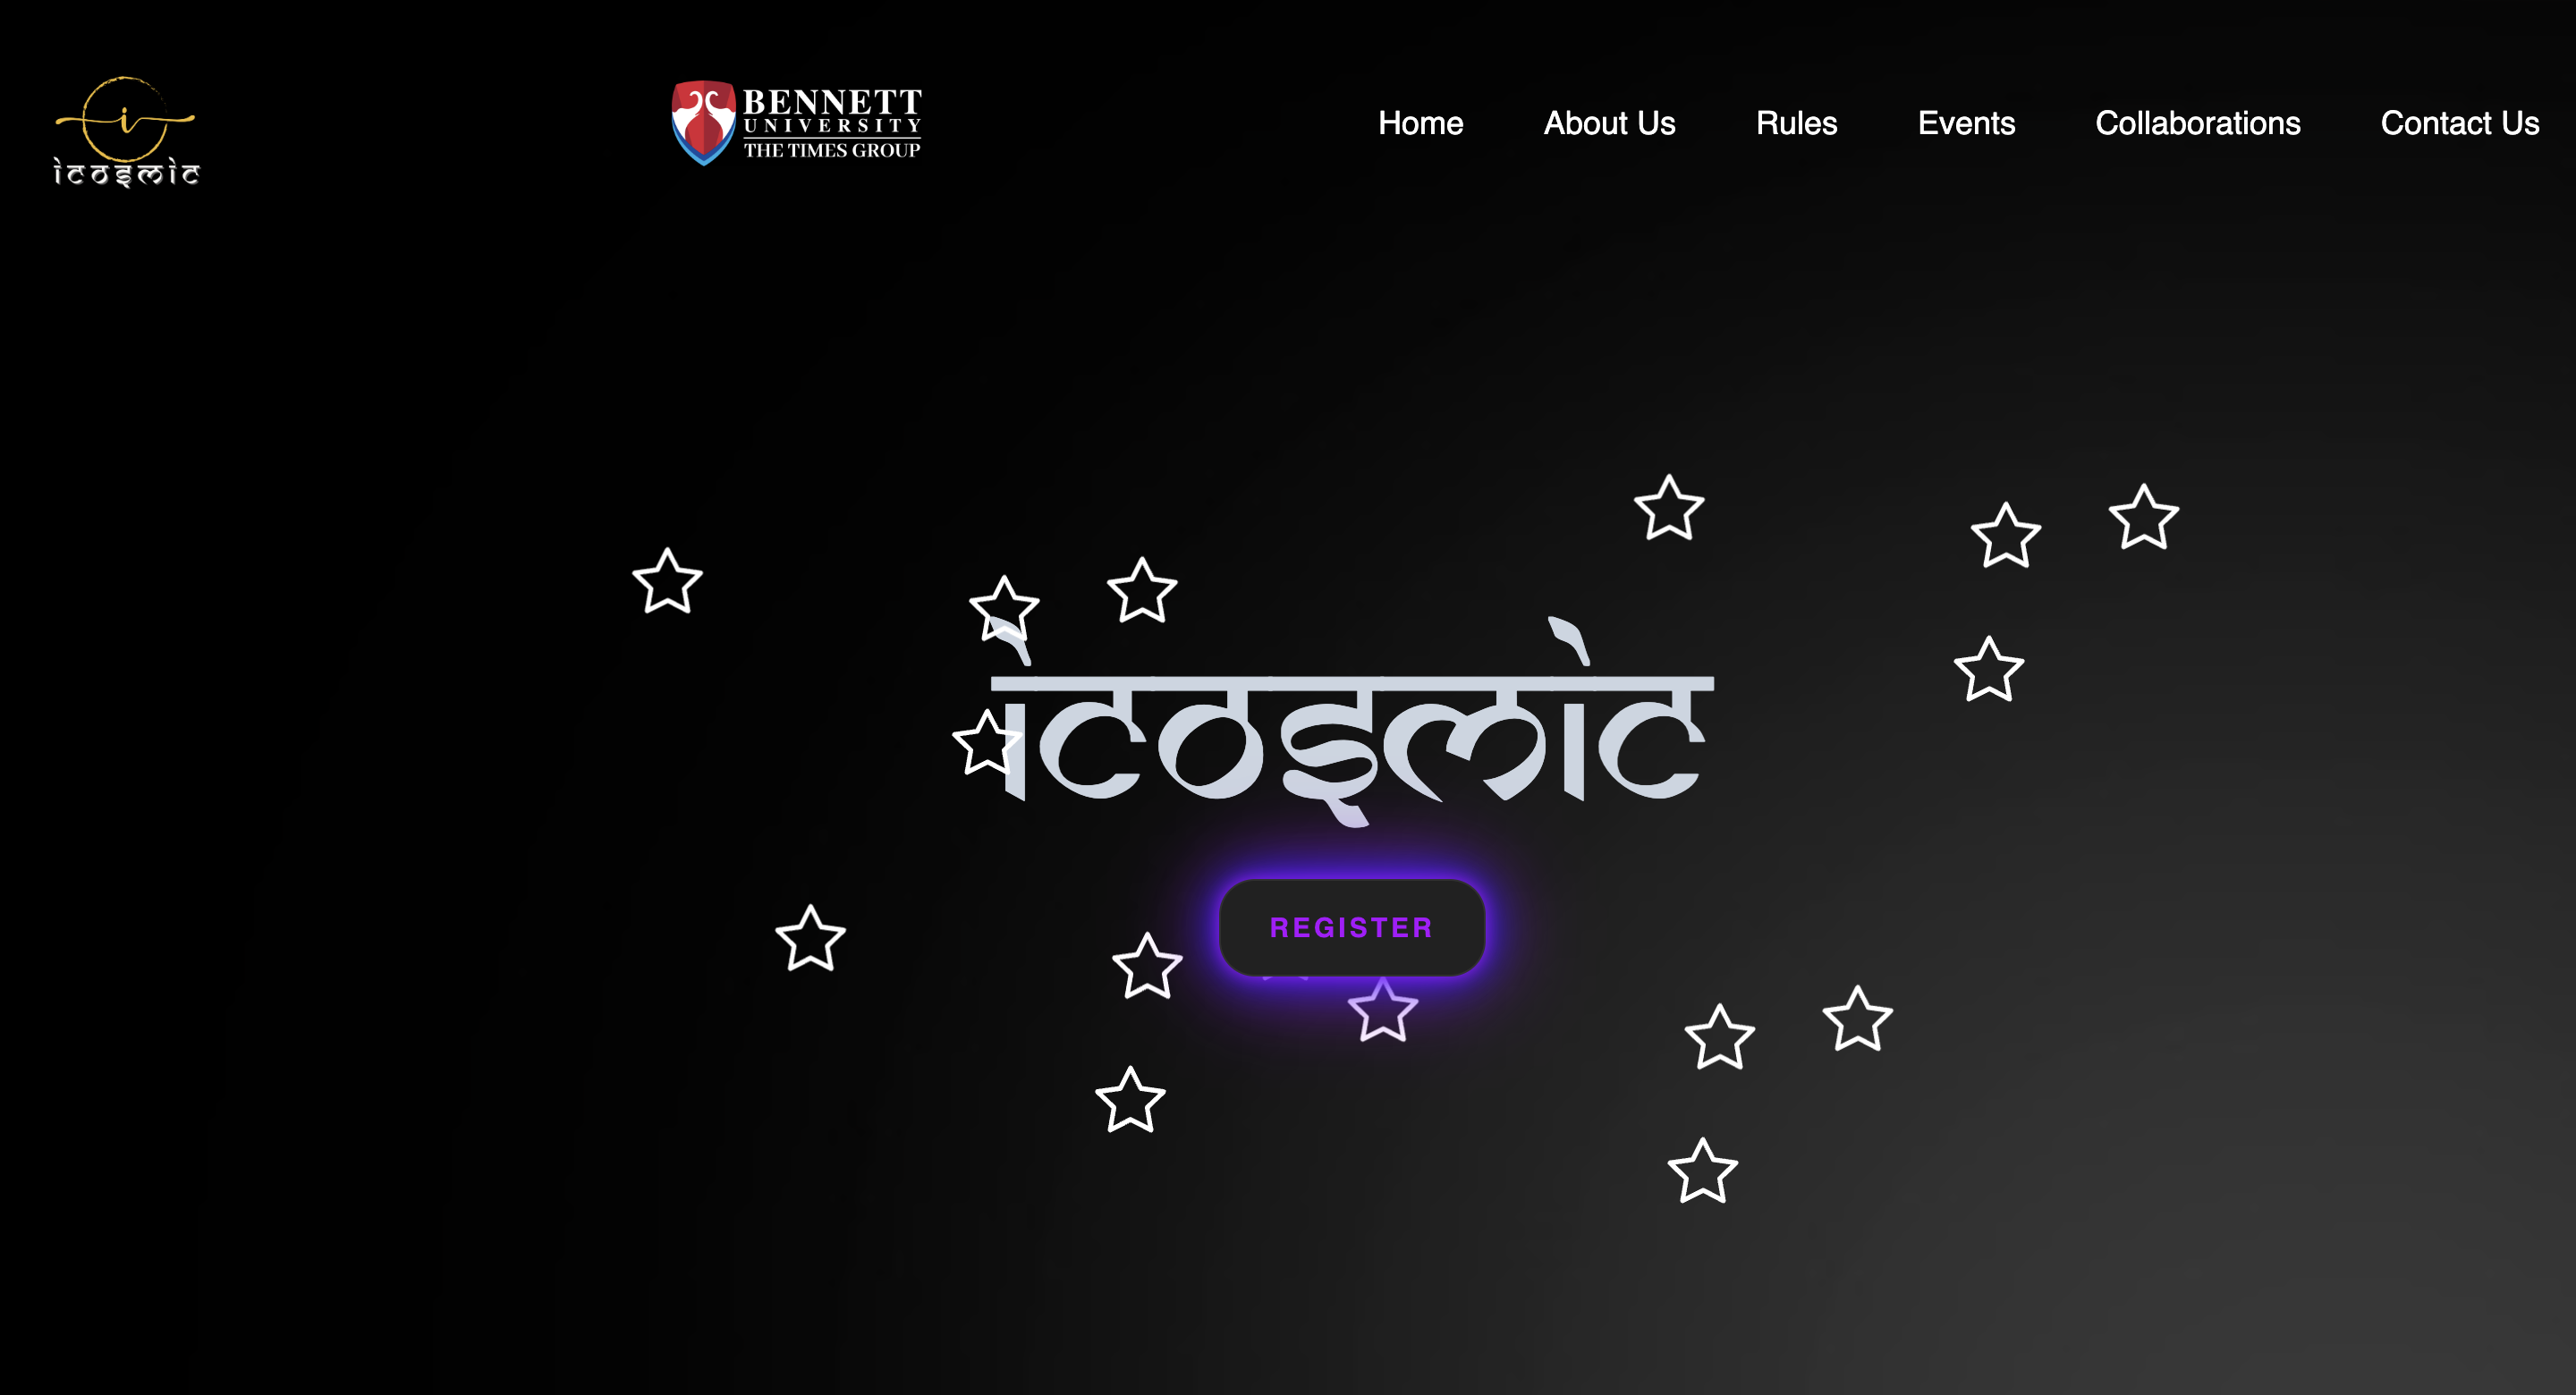 i
icosmic
BENNETT
UNIVERSITY
THE TIMES GROUP
Home
About Us
Rules
Events
Collaborations
Contact Us
icosmic
REGISTER